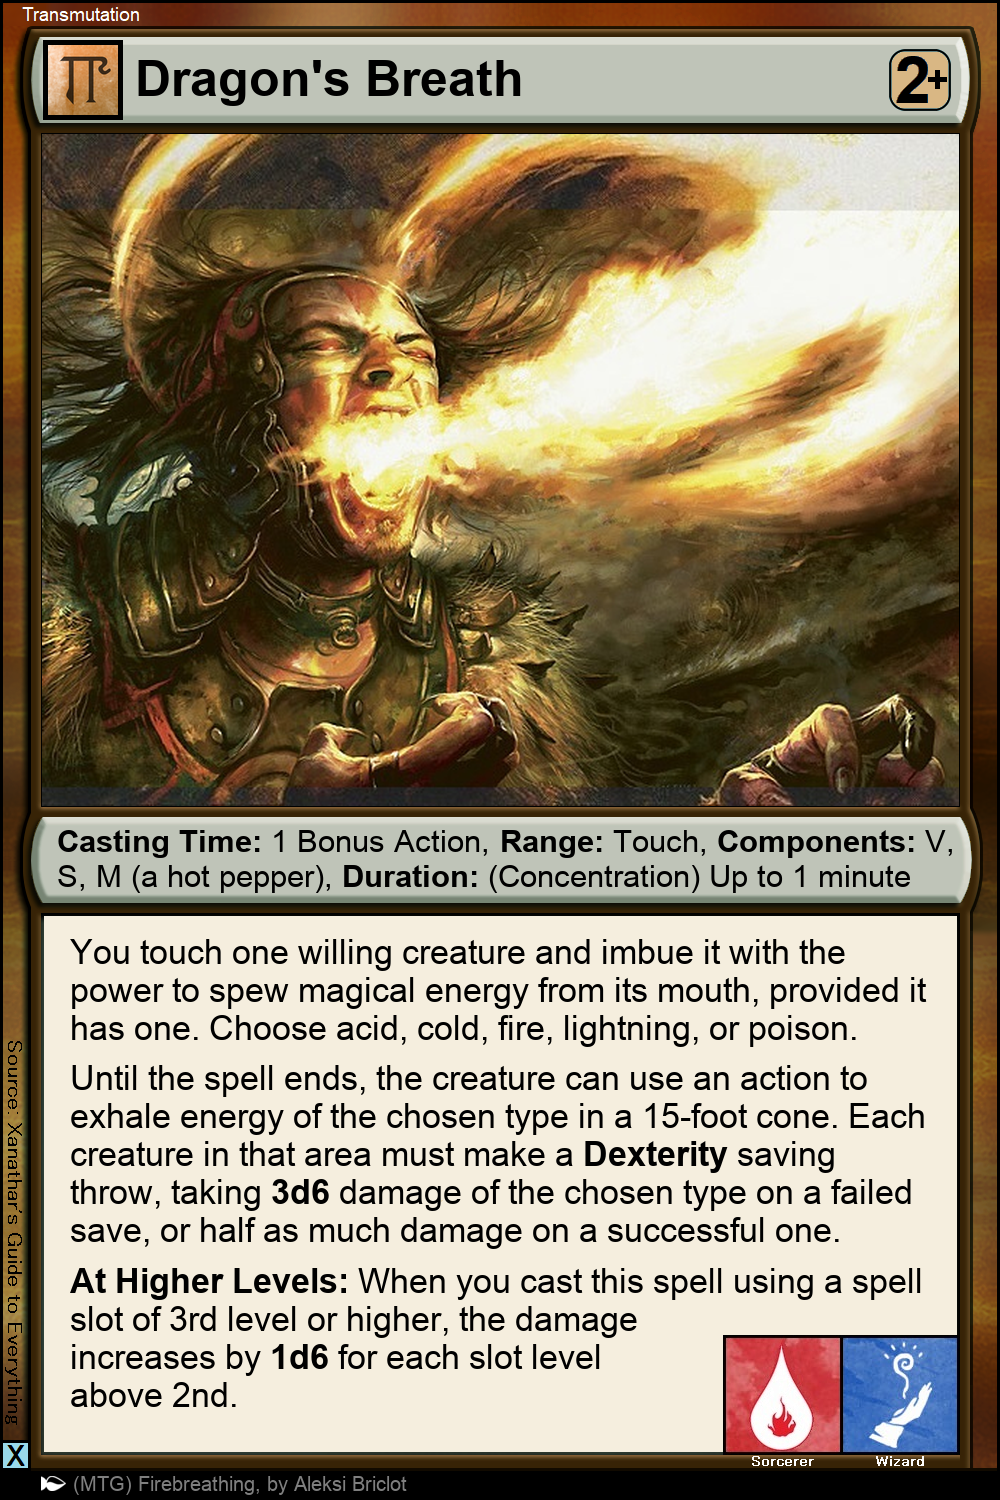 Transmutation
Dragon's Breath
2+
Casting Time: 1 Bonus Action, Range: Touch, Components: V,
S, M (a hot pepper), Duration: (Concentration) Up to 1 minute
You touch one willing creature and imbue it with the
power to spew magical energy from its mouth, provided it
has one. Choose acid, cold, fire, lightning, or poison.
Until the spell ends, the creature can use an action to
exhale energy of the chosen type in a 15-foot cone. Each
creature in that area must make a Dexterity saving
throw, taking 3d6 damage of the chosen type on a failed
save, or half as much damage on a successful one.
At Higher Levels: When you cast this spell using a spell
slot of 3rd level or higher, the damage
increases by 1d6 for each slot level
above 2nd.
Sorcerer
Wizard
Source: Xanathar's Guide to Everything
X
(MTG) Firebreathing, by Aleksi Briclot